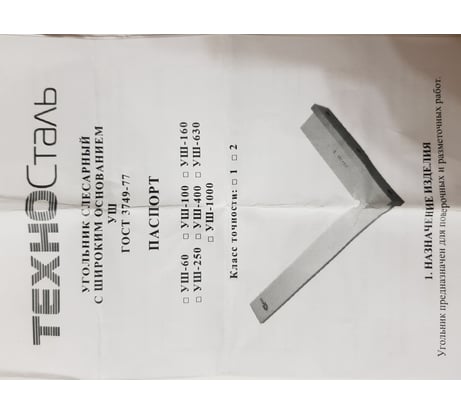 ТЕХНОСталь
УГОЛЬНИК СЛЕСАРНЫЙ
С ШИРОКИМ ОСНОВАНИЕМ
УШ
ГОСТ 3749-77
ПАСПОРТ
□ УШ-60 □ УШ-100 □ УШ-160
□ УШ-250 □ УШ-400 □ УШ-630
□ УШ-1000
Класс точности: □ 1 □ 2
1. НАЗНАЧЕНИЕ ИЗДЕЛИЯ
Угольник предназначен для поверочных и разметочных работ.